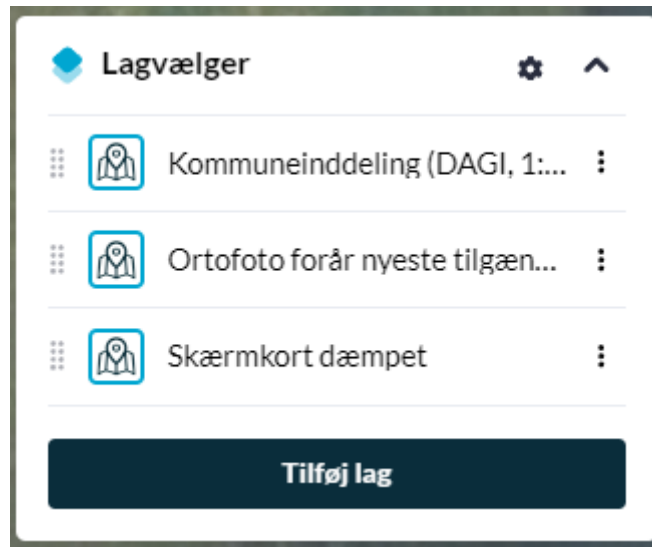 Lagvælger
Kommuneinddeling (DAGI, 1:...
Ortofoto forår nyeste tilgæn...
Skærmkort dæmpet
Tilføj lag